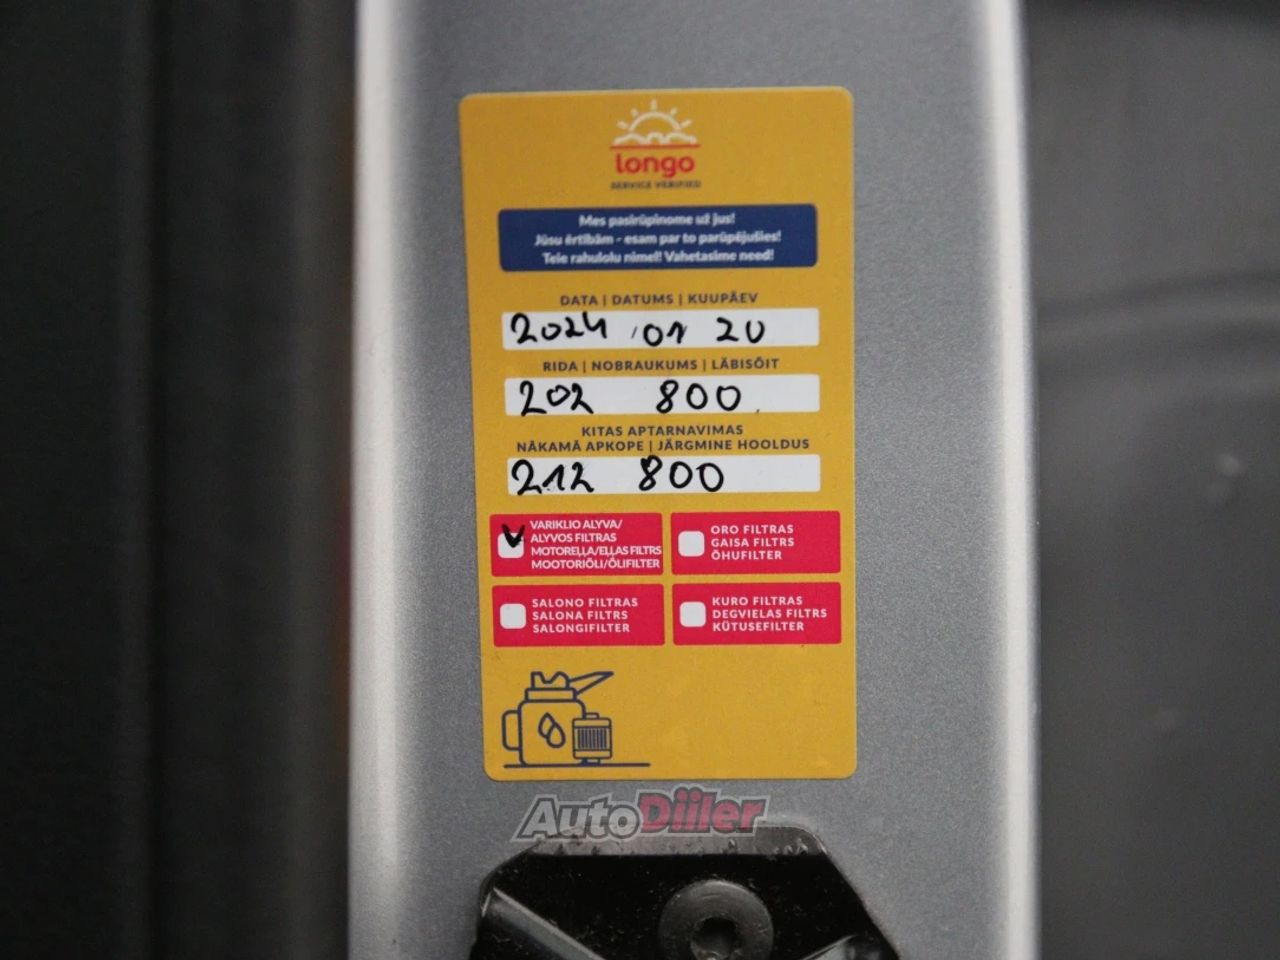 longo
SERVICE VERIFIED
Mes pasirūpinome už jus!
Jūsu ērtībām - esam par to parūpējušies!
Teie rahulolu nimel! Vahetasime need!
DATA | DATUMS | KUUPÄEV
2024 01 20
RIDA | NOBRAUKUMS | LÄBISÕIT
202 800
KITAS APTARNAVIMAS
NĀKAMĀ APKOPE | JÄRGMINE HOOLDUS
212 800
VARIKLIO ALYVA/
ALYVOS FILTRAS
MOTOREĻĻA/EĻĻAS FILTRS
MOOTORIÕLI/ÕLIFILTER
ORO FILTRAS
GAISA FILTRS
ÕHUFILTER
SALONO FILTRAS
SALONA FILTRS
SALONGIFILTER
KURO FILTRAS
DEGVIELAS FILTRS
KÜTUSEFILTER
AutoDiiler